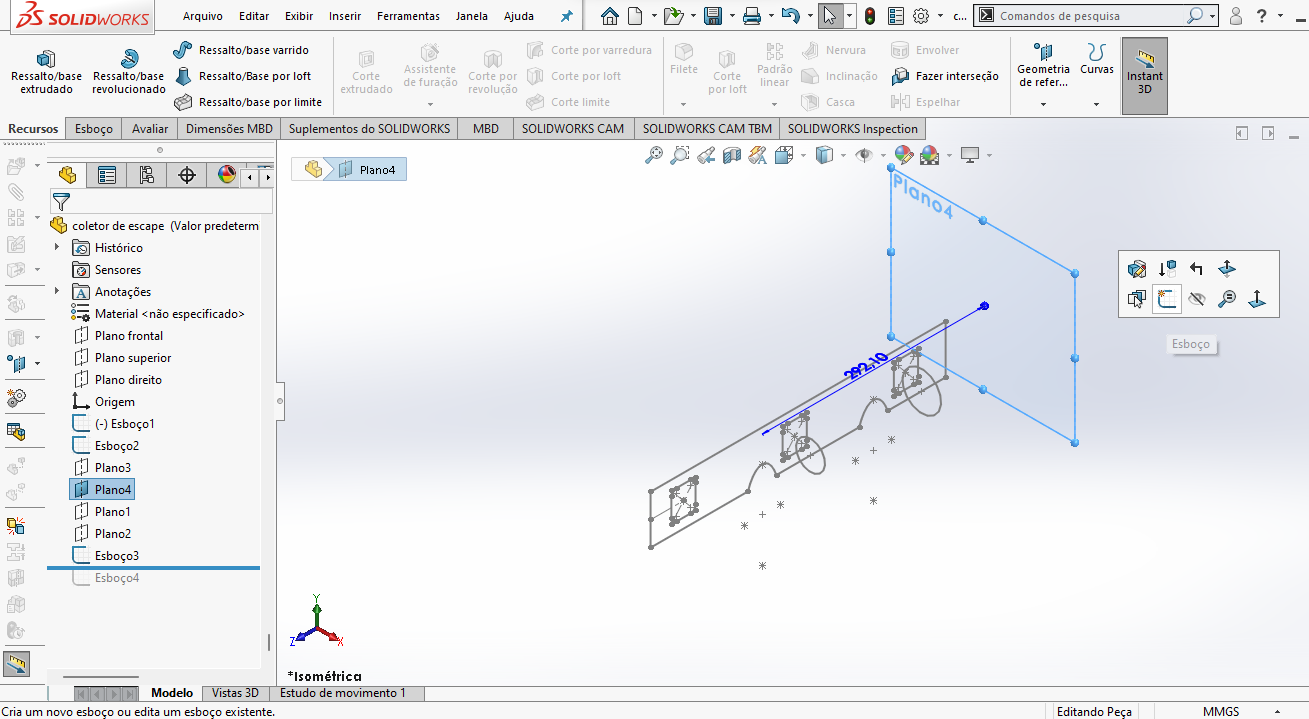 SOLIDWORKS
Arquivo Editar Exibir Inserir Ferramentas Janela Ajuda
c...
Comandos de pesquisa
?
Ressalto/base extrudado
Ressalto/base revolucionado
Ressalto/base varrido
Ressalto/Base por loft
Ressalto/base por limite
Corte extrudado
Assistente de furação
Corte por revolução
Corte por varredura
Corte por loft
Corte limite
Filete
Corte por loft
Padrão linear
Nervura
Inclinação
Casca
Envolver
Fazer interseção
Espelhar
Geometria de refer...
Curvas
Instant 3D
Recursos Esboço Avaliar Dimensões MBD Suplementos do SOLIDWORKS MBD SOLIDWORKS CAM SOLIDWORKS CAM TBM SOLIDWORKS Inspection
Plano4
coletor de escape (Valor predeterm
Histórico
Sensores
Anotações
Material <não especificado>
Plano frontal
Plano superior
Plano direito
Origem
(-) Esboço1
Esboço2
Plano3
Plano4
Plano1
Plano2
Esboço3
Esboço4
Plano4
292,10
Esboço
Y
Z
X
*Isométrica
Modelo Vistas 3D Estudo de movimento 1
Cria um novo esboço ou edita um esboço existente.
Editando Peça
MMGS